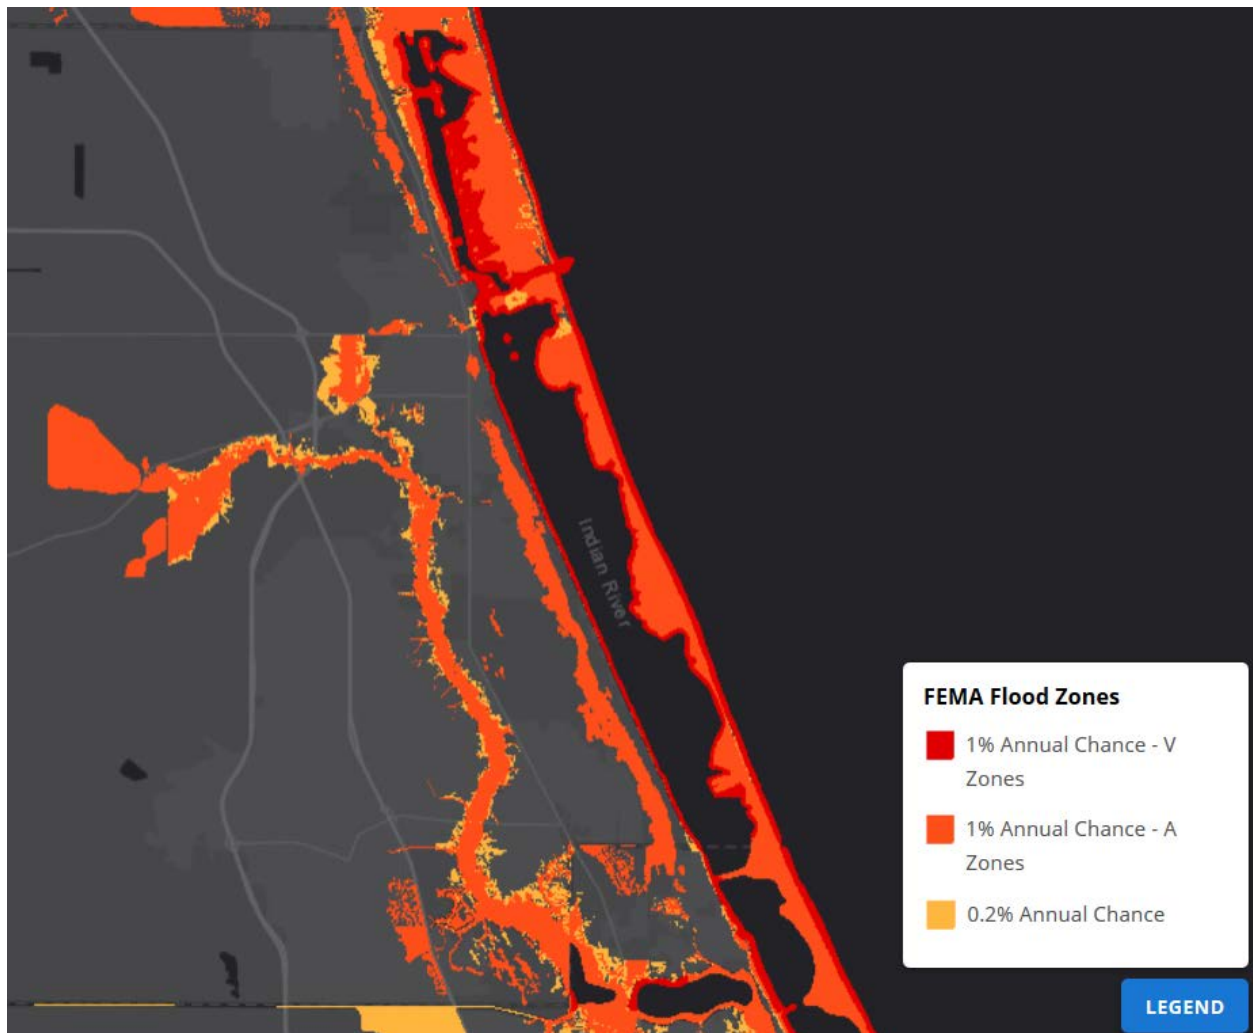 Indian River
FEMA Flood Zones
1% Annual Chance - V
Zones
1% Annual Chance - A
Zones
0.2% Annual Chance
LEGEND